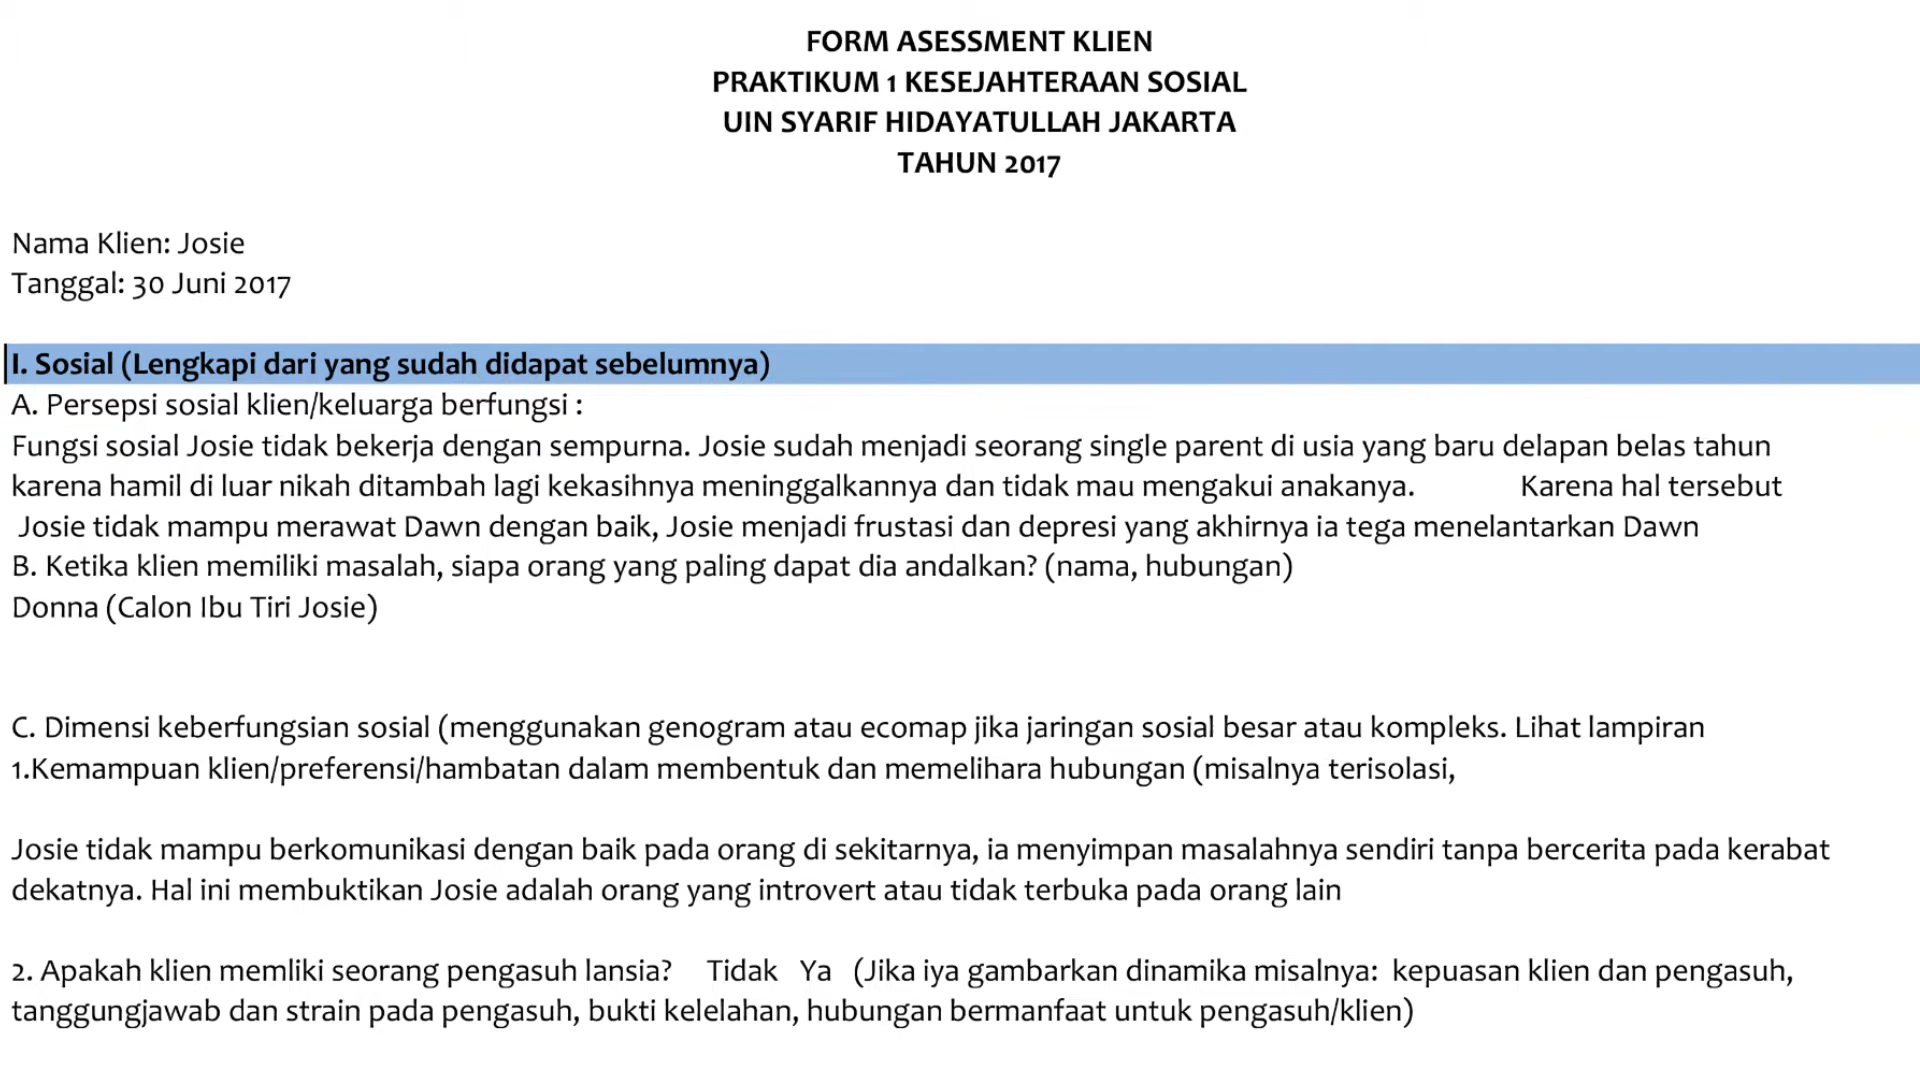 FORM ASESSMENT KLIEN
PRAKTIKUM 1 KESEJAHTERAAN SOSIAL
UIN SYARIF HIDAYATULLAH JAKARTA
TAHUN 2017
Nama Klien: Josie
Tanggal: 30 Juni 2017
I. Sosial (Lengkapi dari yang sudah didapat sebelumnya)
A. Persepsi sosial klien/keluarga berfungsi :
Fungsi sosial Josie tidak bekerja dengan sempurna. Josie sudah menjadi seorang single parent di usia yang baru delapan belas tahun
karena hamil di luar nikah ditambah lagi kekasihnya meninggalkannya dan tidak mau mengakui anakanya. Karena hal tersebut
Josie tidak mampu merawat Dawn dengan baik, Josie menjadi frustasi dan depresi yang akhirnya ia tega menelantarkan Dawn
B. Ketika klien memiliki masalah, siapa orang yang paling dapat dia andalkan? (nama, hubungan)
Donna (Calon Ibu Tiri Josie)
C. Dimensi keberfungsian sosial (menggunakan genogram atau ecomap jika jaringan sosial besar atau kompleks. Lihat lampiran
1.Kemampuan klien/preferensi/hambatan dalam membentuk dan memelihara hubungan (misalnya terisolasi,
Josie tidak mampu berkomunikasi dengan baik pada orang di sekitarnya, ia menyimpan masalahnya sendiri tanpa bercerita pada kerabat
dekatnya. Hal ini membuktikan Josie adalah orang yang introvert atau tidak terbuka pada orang lain
2. Apakah klien memliki seorang pengasuh lansia? Tidak Ya (Jika iya gambarkan dinamika misalnya: kepuasan klien dan pengasuh,
tanggungjawab dan strain pada pengasuh, bukti kelelahan, hubungan bermanfaat untuk pengasuh/klien)